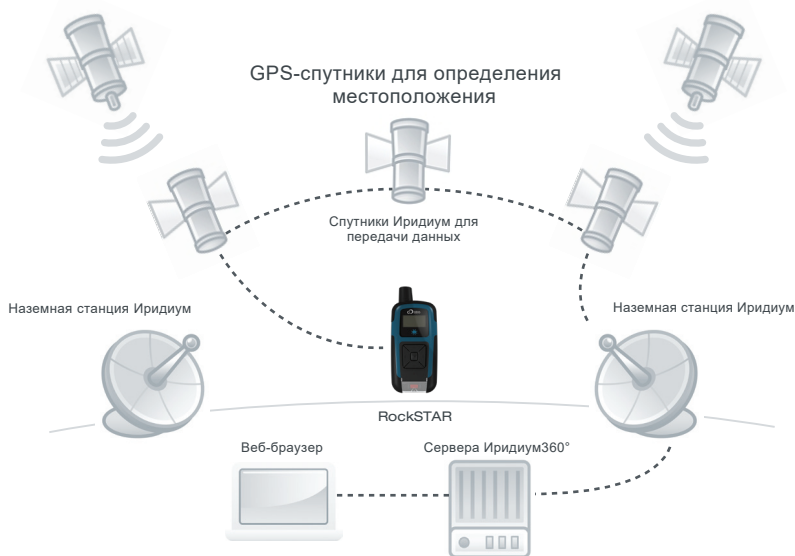 GPS-спутники для определения
местоположения
Спутники Иридиум для
передачи данных
Наземная станция Иридиум
Наземная станция Иридиум
RockSTAR
Веб-браузер
Сервера Иридиум360°